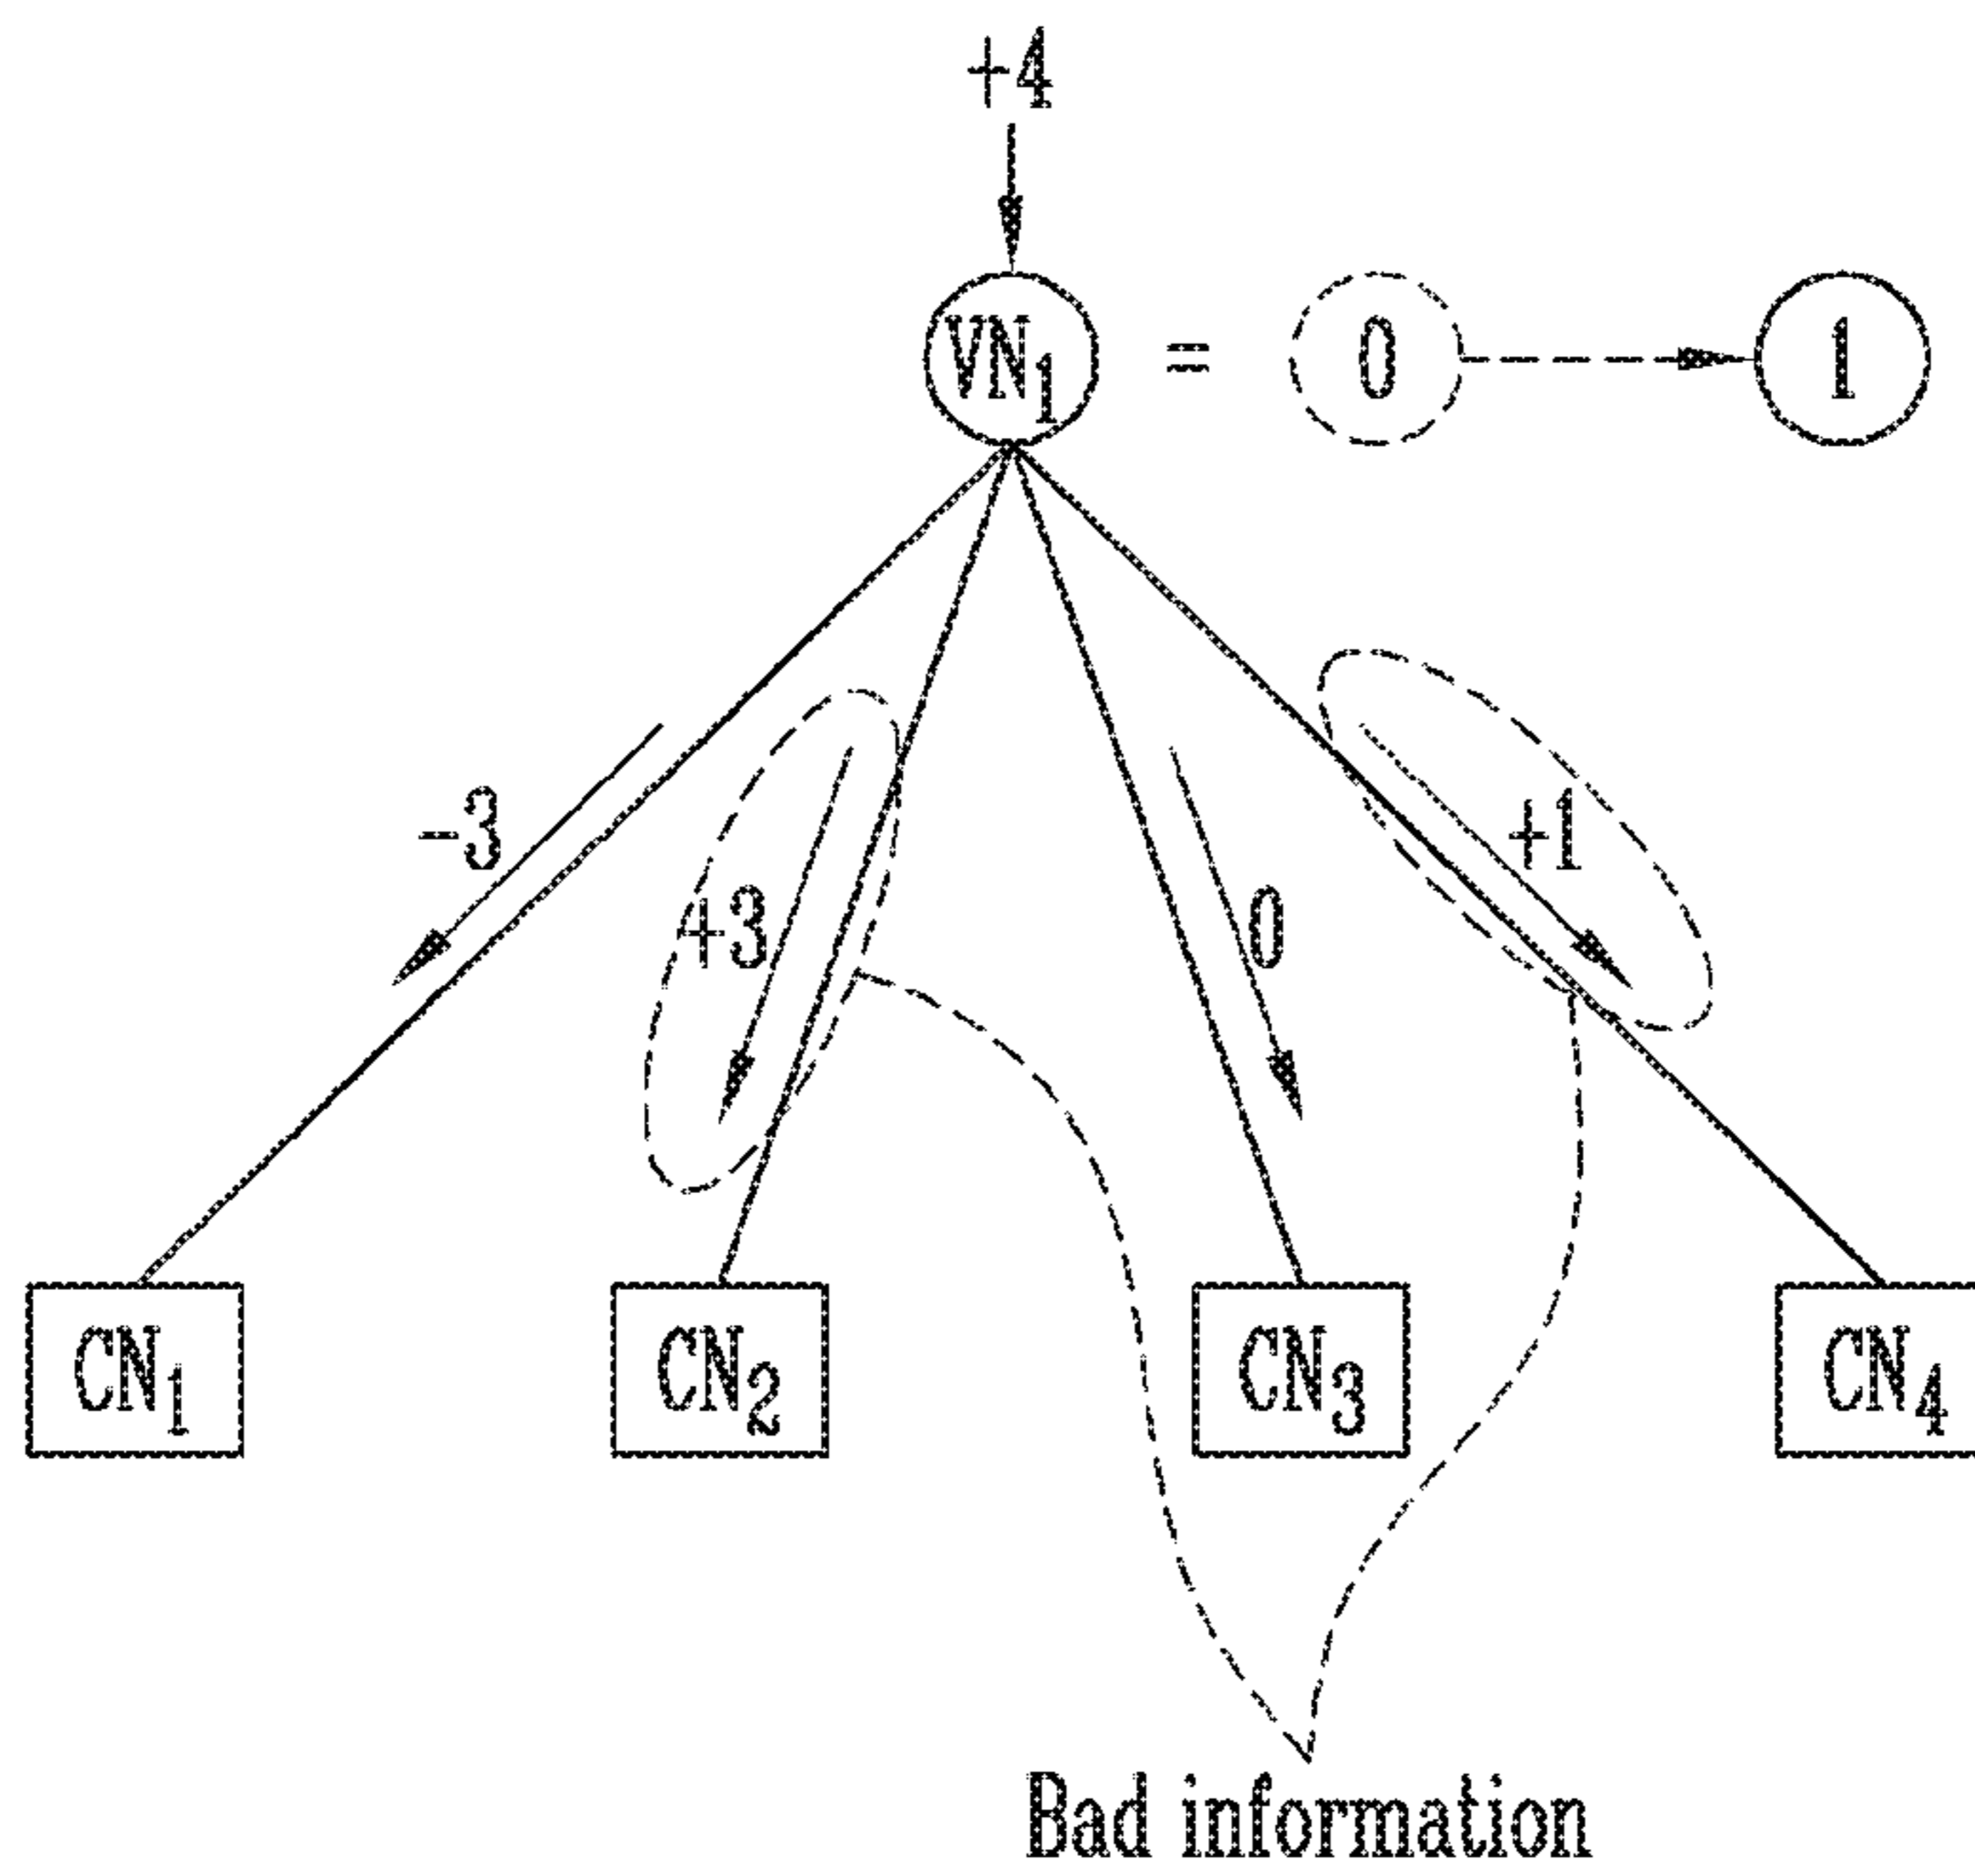 +4
VN1 = 0 1
-3 +3 0 +1
CN1 CN2 CN3 CN4
Bad information